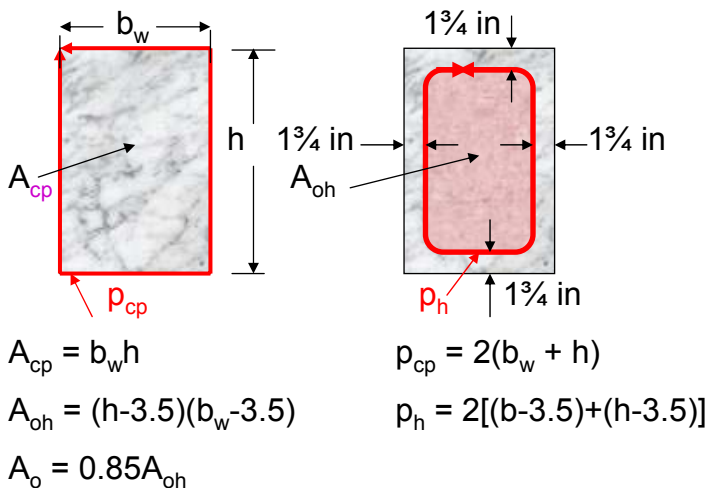 b_w
1¾ in
h
1¾ in
1¾ in
A_cp
A_oh
p_cp
p_h
1¾ in
A_cp = b_wh
p_cp = 2(b_w + h)
A_oh = (h-3.5)(b_w-3.5)
p_h = 2[(b-3.5)+(h-3.5)]
A_o = 0.85A_oh